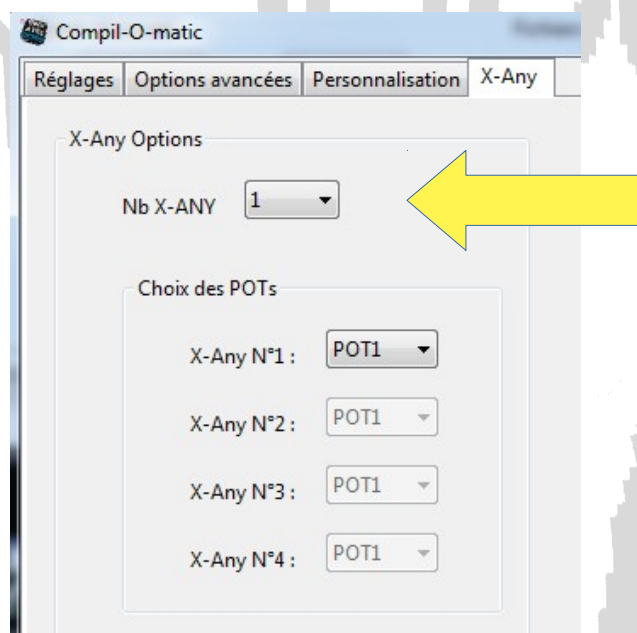 Compil-O-matic
Réglages Options avancées Personnalisation X-Any
X-Any Options
Nb X-ANY 1
Choix des POTs
X-Any N°1 : POT1
X-Any N°2 : POT1
X-Any N°3 : POT1
X-Any N°4 : POT1